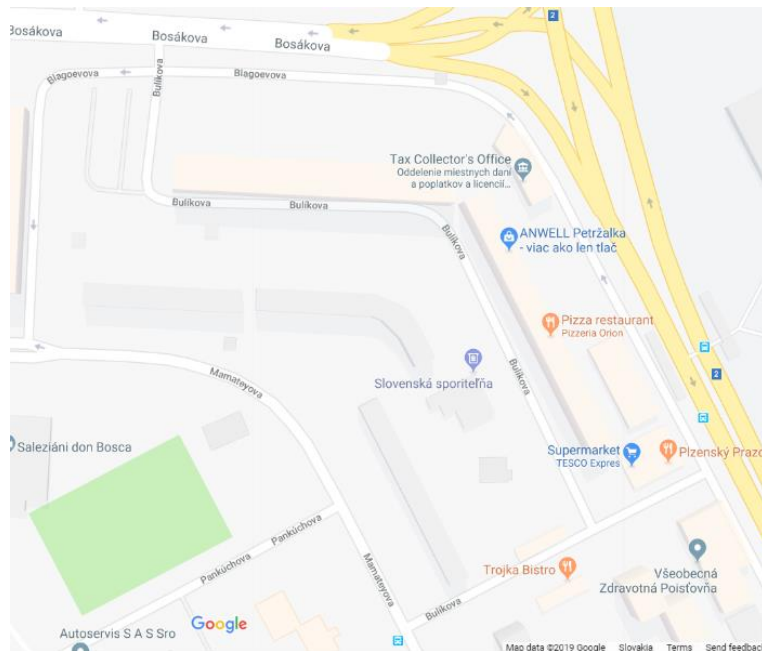 2
Bosákova
Bosákova
Bosákova
Blagoevova
Blagoevova
Bulíkova
Tax Collector's Office
Oddelenie miestnych daní
a poplatkov a licencií...
Bulíkova
Bulíkova
ANWELL Petržalka
- viac ako len tlač
Bulíkova
Pizza restaurant
Pizzeria Orion
Bulíkova
Mamateyova
Slovenská sporiteľňa
2
Saleziáni don Bosca
Supermarket
TESCO Expres
Plzenský Prazd
Pankúchova
Pankúchova
Mamateyova
Trojka Bistro
Všeobecná
Zdravotná Poisťovňa
Bulíkova
Google
Autoservis S A S Sro
Map data ©2019 Google Slovakia Terms Send feedback